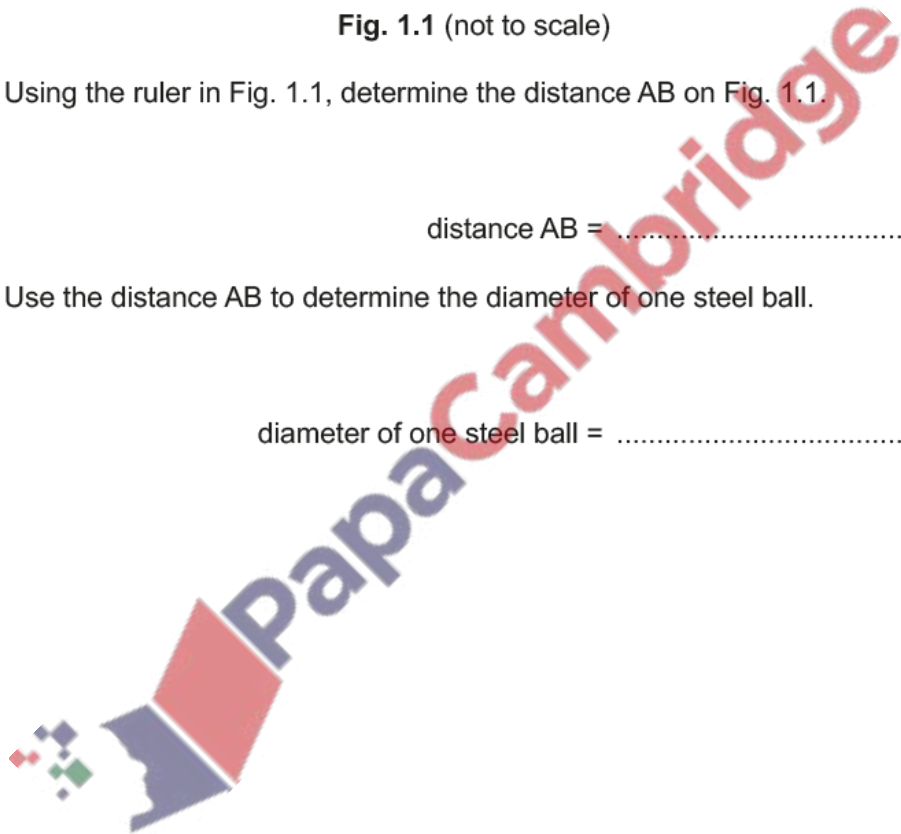 Fig. 1.1 (not to scale)
Using the ruler in Fig. 1.1, determine the distance AB on Fig. 1.1.
distance AB = ....................................
Use the distance AB to determine the diameter of one steel ball.
diameter of one steel ball = ....................................
PapaCambridge